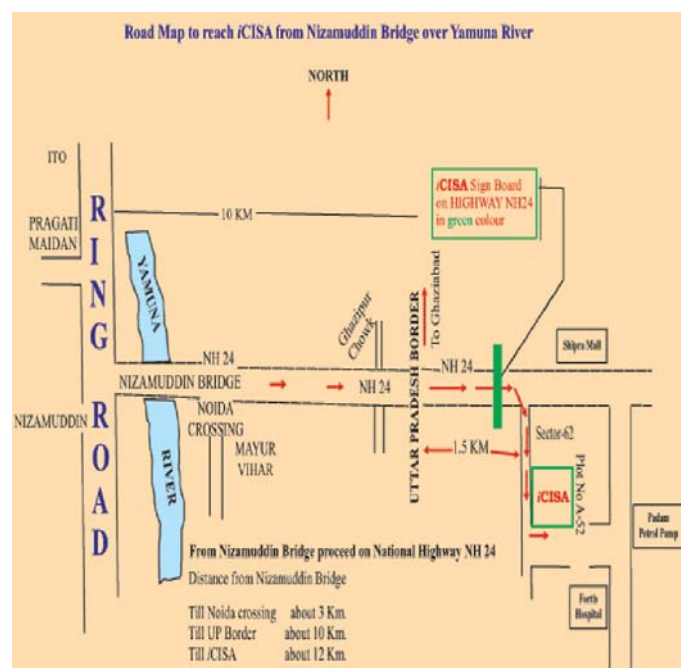 Road Map to reach iCISA from Nizamuddin Bridge over Yamuna River
NORTH
ITO
PRAGATI
MAIDAN
10 KM
iCISA Sign Board
on HIGHWAY NH24
in green colour
RING
ROAD
YAMUNA
RIVER
Ghazipur
Chowk
UTTAR PRADESH BORDER
To Ghaziabad
Shipra Mall
NH 24
NH 24
NIZAMUDDIN BRIDGE
NH 24
NIZAMUDDIN
NOIDA
CROSSING
MAYUR
VIHAR
1.5 KM
Sector-62
iCISA
Plot No A-52
Padam
Petrol Pump
Fortis
Hospital
From Nizamuddin Bridge proceed on National Highway NH 24
Distance from Nizamuddin Bridge
Till Noida crossing about 3 Km.
Till UP Border about 10 Km.
Till iCISA about 12 Km.